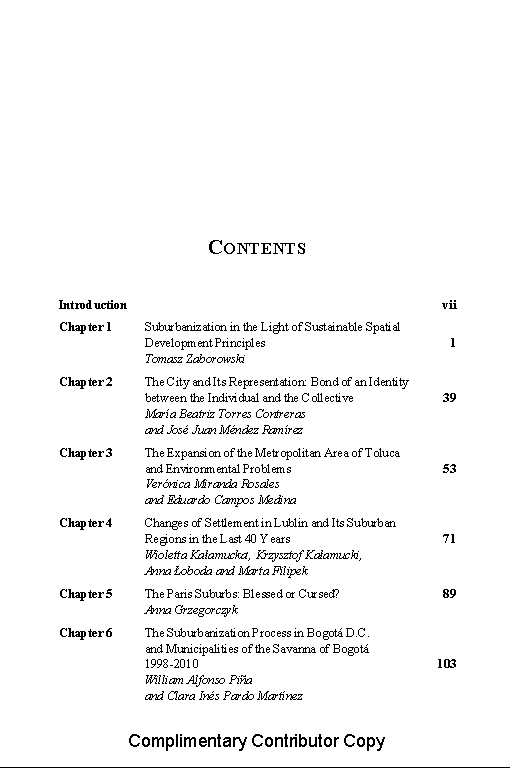 CONTENTS
Introduction vii
Chapter 1 Suburbanization in the Light of Sustainable Spatial
Development Principles 1
Tomasz Zaborowski
Chapter 2 The City and Its Representation: Bond of an Identity
between the Individual and the Collective 39
María Beatriz Torres Contreras
and José Juan Méndez Ramírez
Chapter 3 The Expansion of the Metropolitan Area of Toluca
and Environmental Problems 53
Verónica Miranda Rosales
and Eduardo Campos Medina
Chapter 4 Changes of Settlement in Lublin and Its Suburban
Regions in the Last 40 Years 71
Wioletta Kałamucka, Krzysztof Kałamucki,
Anna Łoboda and Marta Filipek
Chapter 5 The Paris Suburbs: Blessed or Cursed? 89
Anna Grzegorczyk
Chapter 6 The Suburbanization Process in Bogotá D.C.
and Municipalities of the Savanna of Bogotá
1998-2010 103
William Alfonso Piña
and Clara Inés Pardo Martínez
Complimentary Contributor Copy